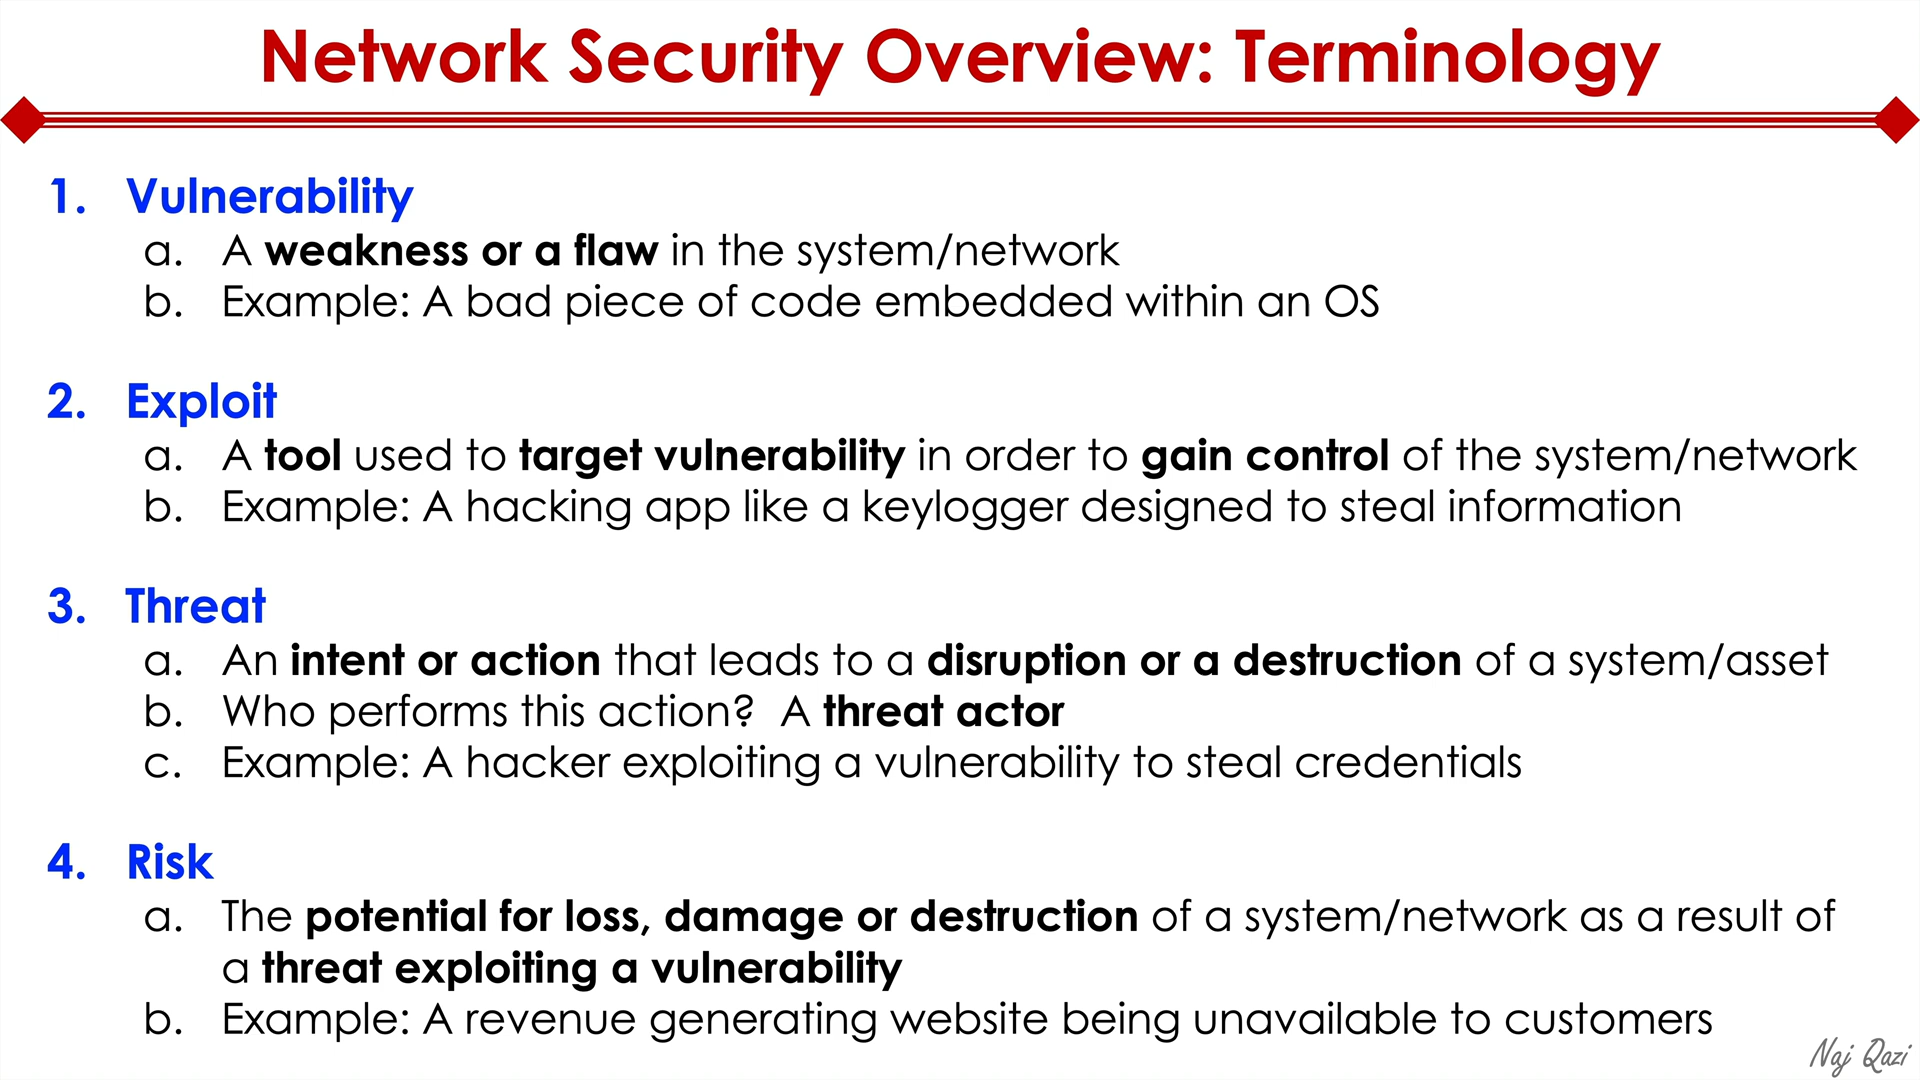 Network Security Overview: Terminology
1. Vulnerability
a. A weakness or a flaw in the system/network
b. Example: A bad piece of code embedded within an OS
2. Exploit
a. A tool used to target vulnerability in order to gain control of the system/network
b. Example: A hacking app like a keylogger designed to steal information
3. Threat
a. An intent or action that leads to a disruption or a destruction of a system/asset
b. Who performs this action?  A threat actor
c. Example: A hacker exploiting a vulnerability to steal credentials
4. Risk
a. The potential for loss, damage or destruction of a system/network as a result of
a threat exploiting a vulnerability
b. Example: A revenue generating website being unavailable to customers
Naj Qazi